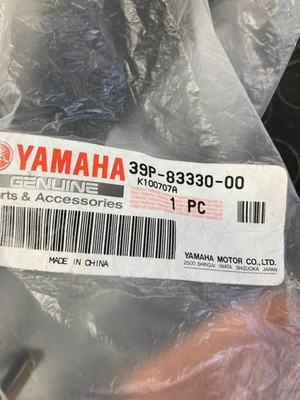 YAMAHA 39P-83330-00
GENUINE K100707A
Parts & Accessories 1 PC
MADE IN CHINA YAMAHA MOTOR CO.,LTD.
2500 SHINGAI IWATA SHIZUOKA JAPAN